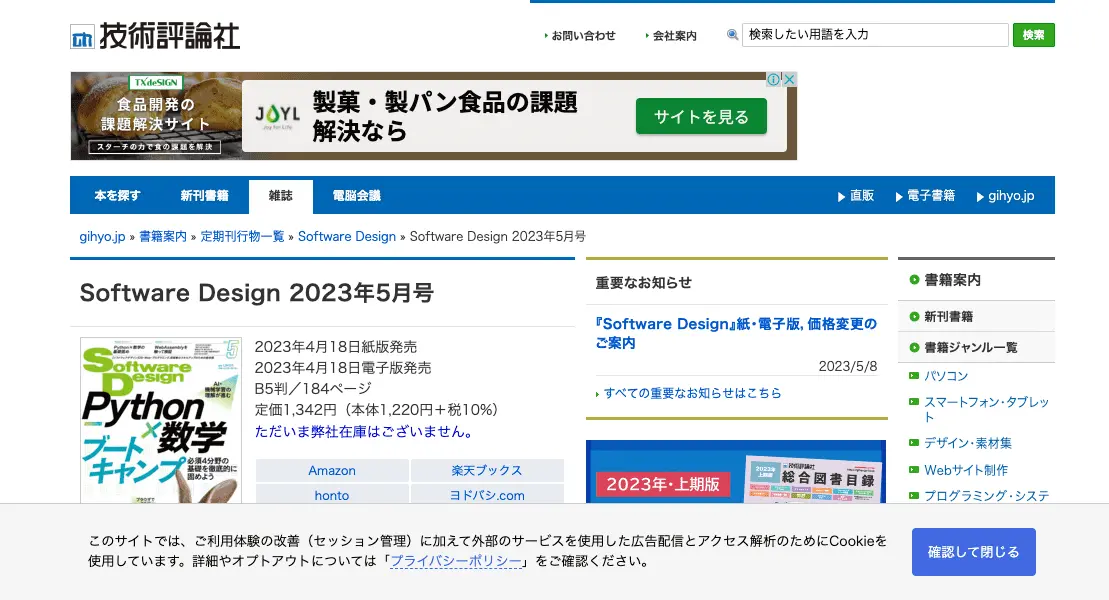 技術評論社
お問い合わせ
会社案内
検索したい用語を入力
検索
TXdeSIGN
食品開発の
課題解決サイト
スターチの力で食の課題を解決
JOYL
Joy for Life
製菓・製パン食品の課題
解決なら
サイトを見る
本を探す
新刊書籍
雑誌
電脳会議
直販
電子書籍
gihyo.jp
gihyo.jp » 書籍案内 » 定期刊行物一覧 » Software Design » Software Design 2023年5月号
Software Design 2023年5月号
Software
Design
5
Python
×数学
ブート
キャンプ
必須4分野の
基礎を徹底的に
固めよう
2023年4月18日紙版発売
2023年4月18日電子版発売
B5判／184ページ
定価1,342円（本体1,220円＋税10%）
ただいま弊社在庫はございません。
Amazon
楽天ブックス
honto
ヨドバシ.com
重要なお知らせ
『Software Design』紙・電子版，価格変更の
ご案内
2023/5/8
すべての重要なお知らせはこちら
2023年・上期版
技術評論社
総合図書目録
書籍案内
新刊書籍
書籍ジャンル一覧
パソコン
スマートフォン・タブレッ
ト
デザイン・素材集
Webサイト制作
プログラミング・システ
このサイトでは、ご利用体験の改善（セッション管理）に加えて外部のサービスを使用した広告配信とアクセス解析のためにCookieを
使用しています。詳細やオプトアウトについては「プライバシーポリシー」をご確認ください。
確認して閉じる